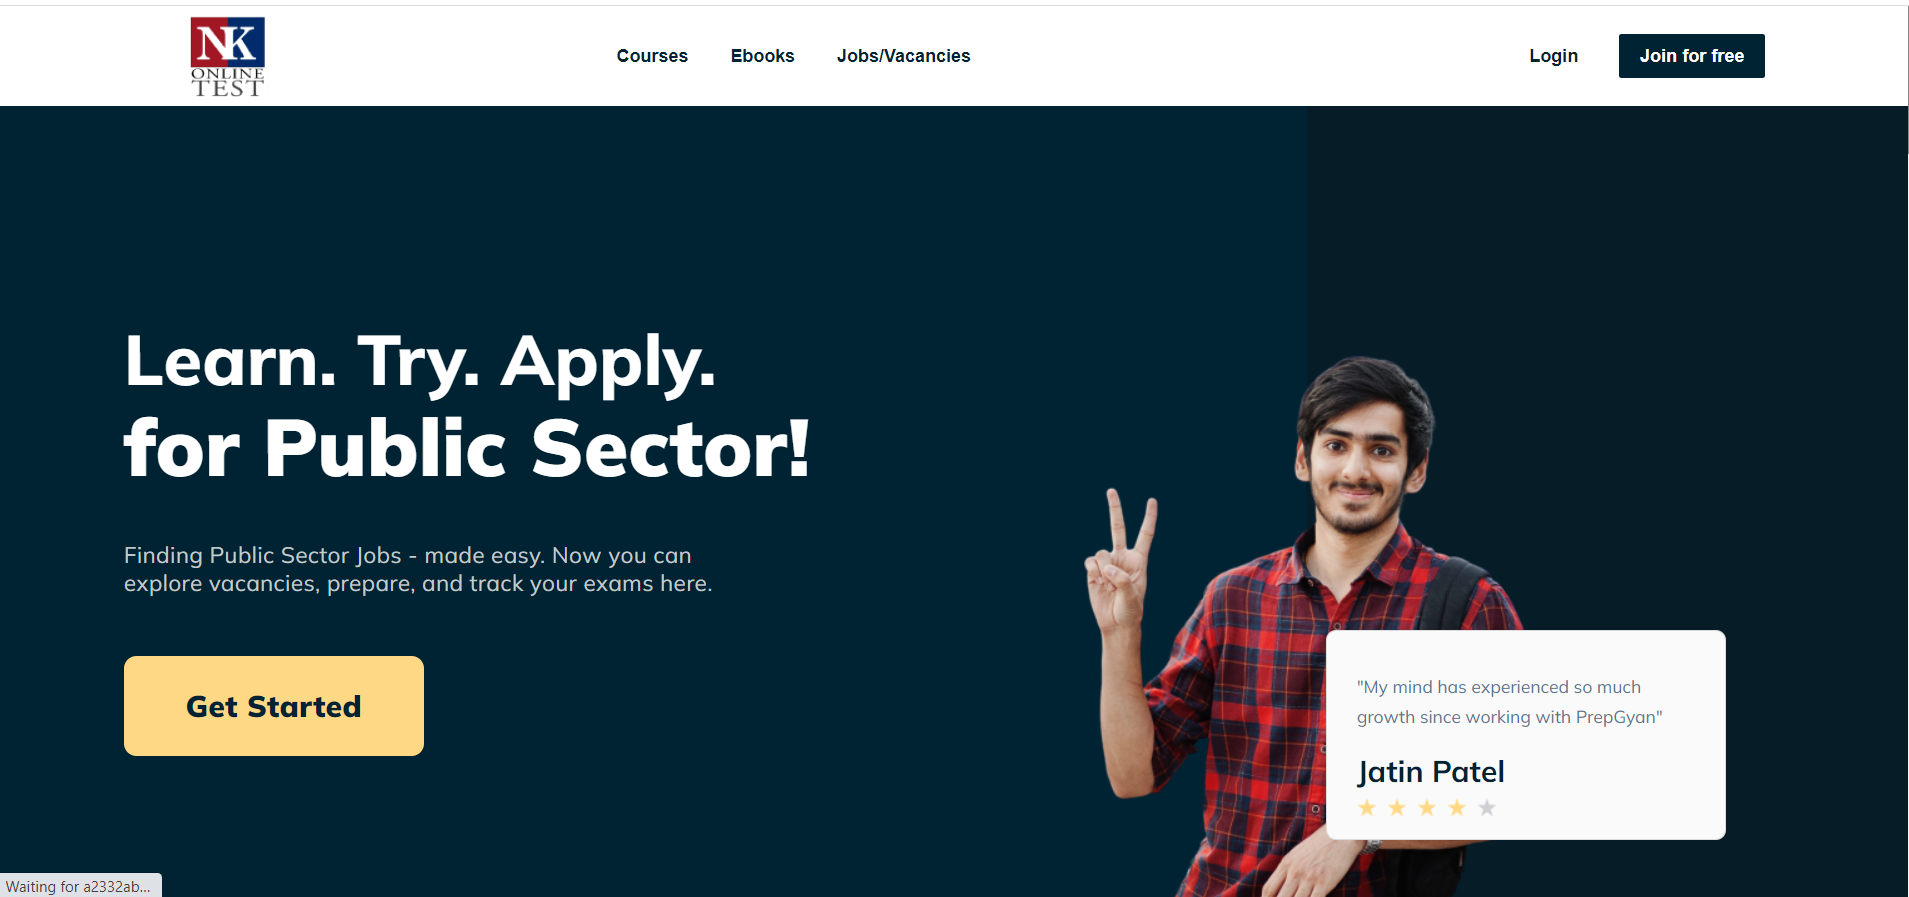 NK
ONLINE
TEST
Courses
Ebooks
Jobs/Vacancies
Login
Join for free
Learn. Try. Apply.
for Public Sector!
Finding Public Sector Jobs - made easy. Now you can
explore vacancies, prepare, and track your exams here.
Get Started
"My mind has experienced so much
growth since working with PrepGyan"
Jatin Patel
Waiting for a2332ab...